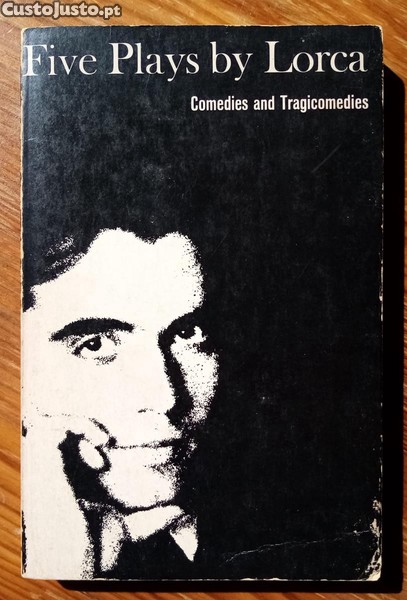 CustoJusto.pt
Five Plays by Lorca
Comedies and Tragicomedies